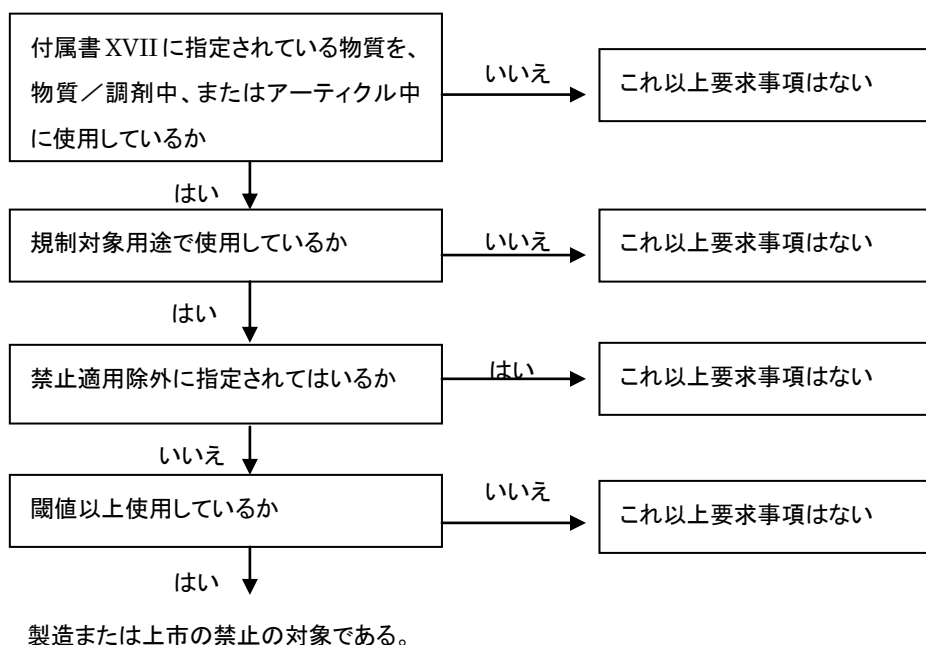 付属書 XVII に指定されている物質を、
物質／調剤中、またはアーティクル中
に使用しているか
いいえ
これ以上要求事項はない
はい
規制対象用途で使用しているか
いいえ
これ以上要求事項はない
はい
禁止適用除外に指定されてはいるか
はい
これ以上要求事項はない
いいえ
閾値以上使用しているか
いいえ
これ以上要求事項はない
はい
製造または上市の禁止の対象である。